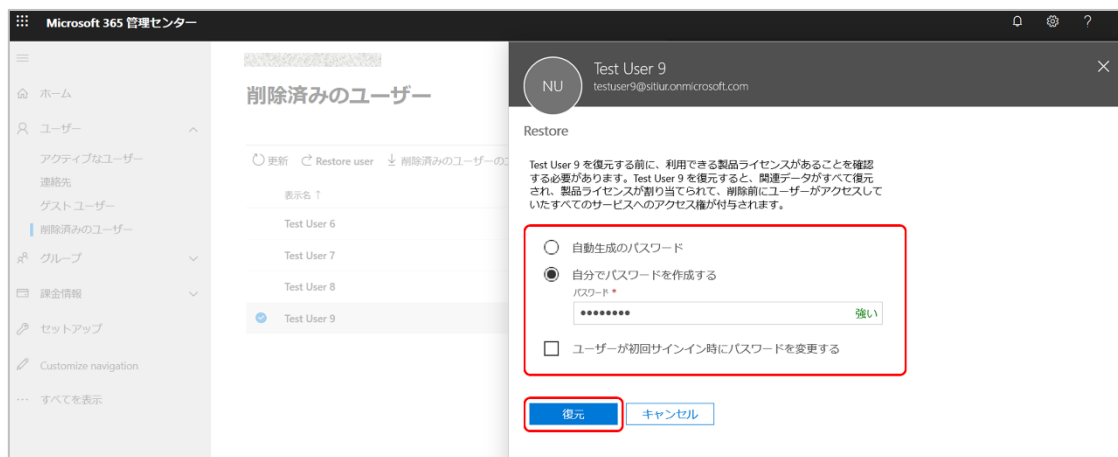 Microsoft 365 管理センター
?
ホーム
ユーザー
アクティブなユーザー
連絡先
ゲスト ユーザー
削除済みのユーザー
グループ
課金情報
セットアップ
Customize navigation
すべてを表示
削除済みのユーザー
更新 Restore user 削除済みのユーザーの
表示名 ↑
Test User 6
Test User 7
Test User 8
Test User 9
NU
Test User 9
testuser9@sitiur.onmicrosoft.com
Restore
Test User 9 を復元する前に、利用できる製品ライセンスがあることを確認
する必要があります。Test User 9 を復元すると、関連データがすべて復元
され、製品ライセンスが割り当てられて、削除前にユーザーがアクセスして
いたすべてのサービスへのアクセス権が付与されます。
自動生成のパスワード
自分でパスワードを作成する
パスワード *
•••••••• 強い
ユーザーが初回サインイン時にパスワードを変更する
復元 キャンセル